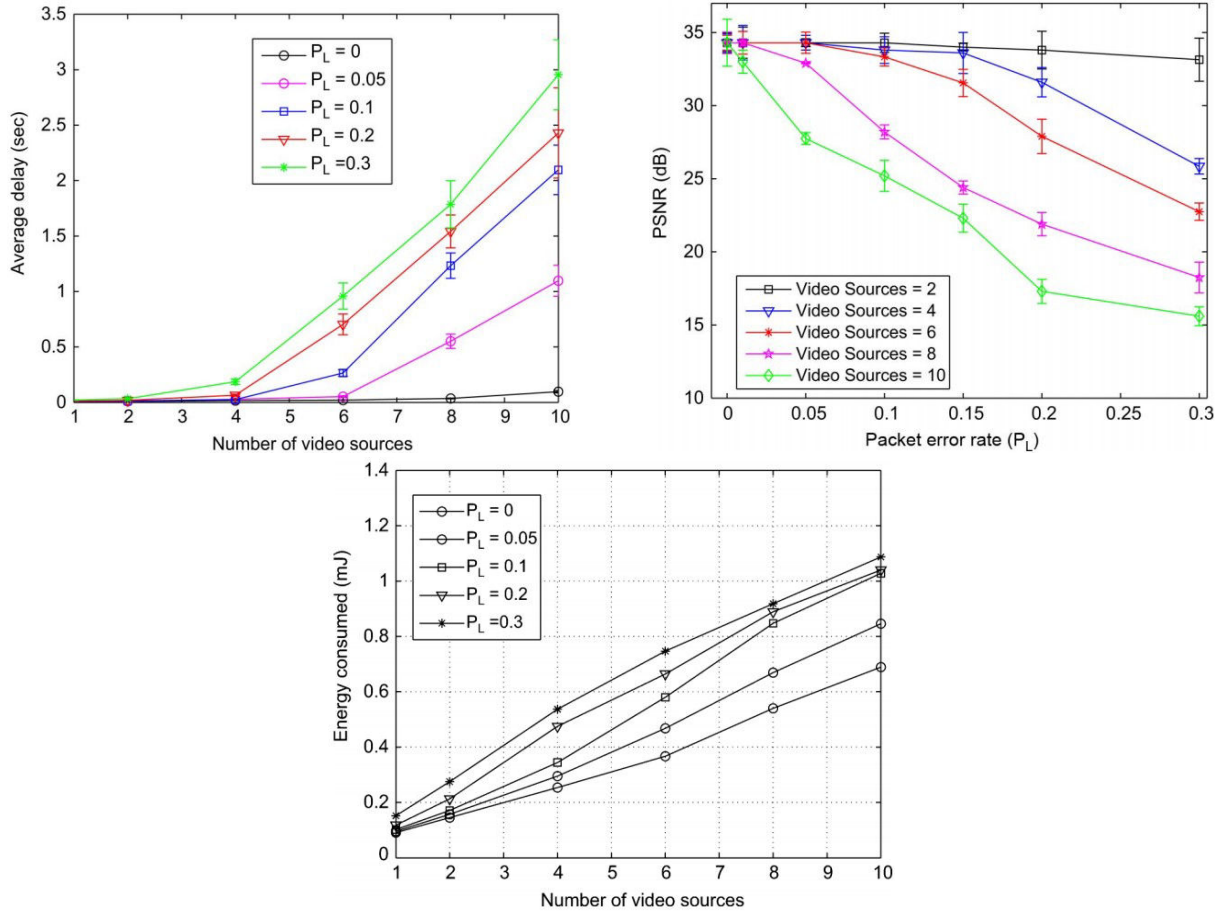 3.5
3
2.5
2
1.5
1
0.5
0
Average delay (sec)
P_L = 0
P_L = 0.05
P_L = 0.1
P_L = 0.2
P_L =0.3
1 2 3 4 5 6 7 8 9 10
Number of video sources
35
30
25
20
15
10
PSNR (dB)
Video Sources = 2
Video Sources = 4
Video Sources = 6
Video Sources = 8
Video Sources = 10
0 0.05 0.1 0.15 0.2 0.25 0.3
Packet error rate (P_L)
1.4
1.2
1
0.8
0.6
0.4
0.2
0
Energy consumed (mJ)
P_L = 0
P_L = 0.05
P_L = 0.1
P_L = 0.2
P_L =0.3
1 2 3 4 5 6 7 8 9 10
Number of video sources